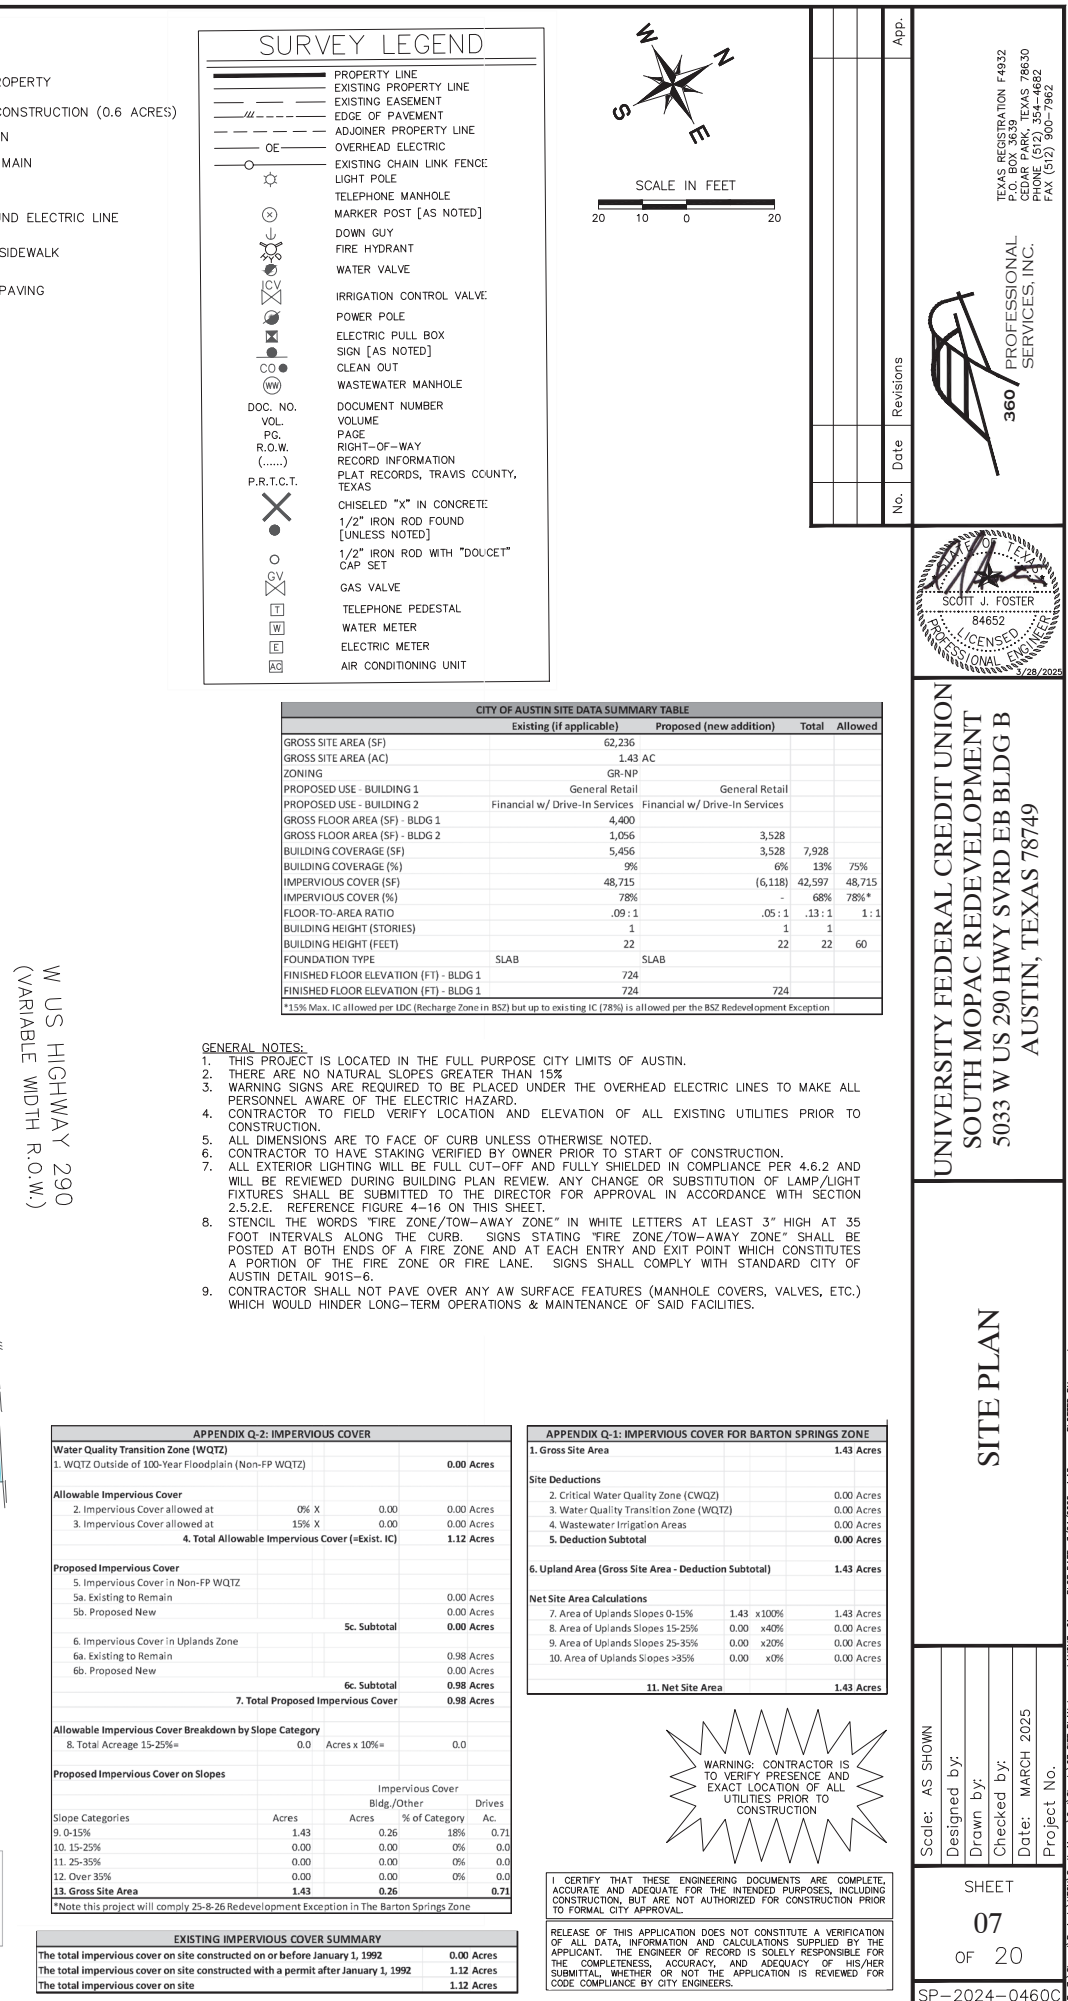 OPERTY
CONSTRUCTION (0.6 ACRES)
N
MAIN
ND ELECTRIC LINE
SIDEWALK
PAVING
SURVEY LEGEND
PROPERTY LINE
EXISTING PROPERTY LINE
EXISTING EASEMENT
EDGE OF PAVEMENT
ADJOINER PROPERTY LINE
OE OVERHEAD ELECTRIC
EXISTING CHAIN LINK FENCE
LIGHT POLE
TELEPHONE MANHOLE
MARKER POST [AS NOTED]
DOWN GUY
FIRE HYDRANT
WATER VALVE
ICV
IRRIGATION CONTROL VALVE
POWER POLE
ELECTRIC PULL BOX
SIGN [AS NOTED]
CO CLEAN OUT
WW WASTEWATER MANHOLE
DOC. NO. DOCUMENT NUMBER
VOL. VOLUME
PG. PAGE
R.O.W. RIGHT-OF-WAY
(......) RECORD INFORMATION
P.R.T.C.T. PLAT RECORDS, TRAVIS COUNTY,
TEXAS
CHISELED "X" IN CONCRETE
1/2" IRON ROD FOUND
[UNLESS NOTED]
1/2" IRON ROD WITH "DOUCET"
CAP SET
GV
GAS VALVE
T TELEPHONE PEDESTAL
W WATER METER
E ELECTRIC METER
AC AIR CONDITIONING UNIT
W N
S E
SCALE IN FEET
20 10 0 20
CITY OF AUSTIN SITE DATA SUMMARY TABLE
Existing (if applicable) Proposed (new addition) Total Allowed
GROSS SITE AREA (SF) 62,236
GROSS SITE AREA (AC) 1.43 AC
ZONING GR-NP
PROPOSED USE - BUILDING 1 General Retail General Retail
PROPOSED USE - BUILDING 2 Financial w/ Drive-In Services Financial w/ Drive-In Services
GROSS FLOOR AREA (SF) - BLDG 1 4,400
GROSS FLOOR AREA (SF) - BLDG 2 1,056 3,528
BUILDING COVERAGE (SF) 5,456 3,528 7,928
BUILDING COVERAGE (%) 9% 6% 13% 75%
IMPERVIOUS COVER (SF) 48,715 (6,118) 42,597 48,715
IMPERVIOUS COVER (%) 78% - 68% 78%*
FLOOR-TO-AREA RATIO .09 : 1 .05 : 1 .13 : 1 1 : 1
BUILDING HEIGHT (STORIES) 1 1 1
BUILDING HEIGHT (FEET) 22 22 22 60
FOUNDATION TYPE SLAB SLAB
FINISHED FLOOR ELEVATION (FT) - BLDG 1 724
FINISHED FLOOR ELEVATION (FT) - BLDG 1 724 724
*15% Max. IC allowed per LDC (Recharge Zone in BSZ) but up to existing IC (78%) is allowed per the BSZ Redevelopment Exception
W US HIGHWAY 290
(VARIABLE WIDTH R.O.W.)
GENERAL NOTES:
1. THIS PROJECT IS LOCATED IN THE FULL PURPOSE CITY LIMITS OF AUSTIN.
2. THERE ARE NO NATURAL SLOPES GREATER THAN 15%
3. WARNING SIGNS ARE REQUIRED TO BE PLACED UNDER THE OVERHEAD ELECTRIC LINES TO MAKE ALL
PERSONNEL AWARE OF THE ELECTRIC HAZARD.
4. CONTRACTOR TO FIELD VERIFY LOCATION AND ELEVATION OF ALL EXISTING UTILITIES PRIOR TO
CONSTRUCTION.
5. ALL DIMENSIONS ARE TO FACE OF CURB UNLESS OTHERWISE NOTED.
6. CONTRACTOR TO HAVE STAKING VERIFIED BY OWNER PRIOR TO START OF CONSTRUCTION.
7. ALL EXTERIOR LIGHTING WILL BE FULL CUT-OFF AND FULLY SHIELDED IN COMPLIANCE PER 4.6.2 AND
WILL BE REVIEWED DURING BUILDING PLAN REVIEW. ANY CHANGE OR SUBSTITUTION OF LAMP/LIGHT
FIXTURES SHALL BE SUBMITTED TO THE DIRECTOR FOR APPROVAL IN ACCORDANCE WITH SECTION
2.5.2.E. REFERENCE FIGURE 4-16 ON THIS SHEET.
8. STENCIL THE WORDS "FIRE ZONE/TOW-AWAY ZONE" IN WHITE LETTERS AT LEAST 3" HIGH AT 35
FOOT INTERVALS ALONG THE CURB. SIGNS STATING "FIRE ZONE/TOW-AWAY ZONE" SHALL BE
POSTED AT BOTH ENDS OF A FIRE ZONE AND AT EACH ENTRY AND EXIT POINT WHICH CONSTITUTES
A PORTION OF THE FIRE ZONE OR FIRE LANE. SIGNS SHALL COMPLY WITH STANDARD CITY OF
AUSTIN DETAIL 901S-6.
9. CONTRACTOR SHALL NOT PAVE OVER ANY AW SURFACE FEATURES (MANHOLE COVERS, VALVES, ETC.)
WHICH WOULD HINDER LONG-TERM OPERATIONS & MAINTENANCE OF SAID FACILITIES.
APPENDIX Q-2: IMPERVIOUS COVER
Water Quality Transition Zone (WQTZ)
1. WQTZ Outside of 100-Year Floodplain (Non-FP WQTZ) 0.00 Acres
Allowable Impervious Cover
2. Impervious Cover allowed at 0% X 0.00 0.00 Acres
3. Impervious Cover allowed at 15% X 0.00 0.00 Acres
4. Total Allowable Impervious Cover (=Exist. IC) 1.12 Acres
Proposed Impervious Cover
5. Impervious Cover in Non-FP WQTZ
5a. Existing to Remain 0.00 Acres
5b. Proposed New 0.00 Acres
5c. Subtotal 0.00 Acres
6. Impervious Cover in Uplands Zone
6a. Existing to Remain 0.98 Acres
6b. Proposed New 0.00 Acres
6c. Subtotal 0.98 Acres
7. Total Proposed Impervious Cover 0.98 Acres
Allowable Impervious Cover Breakdown by Slope Category
8. Total Acreage 15-25%= 0.0 Acres x 10%= 0.0
Proposed Impervious Cover on Slopes
Impervious Cover
Bldg./Other Drives
Slope Categories Acres Acres % of Category Ac.
9. 0-15% 1.43 0.26 18% 0.71
10. 15-25% 0.00 0.00 0% 0.0
11. 25-35% 0.00 0.00 0% 0.0
12. Over 35% 0.00 0.00 0% 0.0
13. Gross Site Area 1.43 0.26 0.71
*Note this project will comply 25-8-26 Redevelopment Exception in The Barton Springs Zone
EXISTING IMPERVIOUS COVER SUMMARY
The total impervious cover on site constructed on or before January 1, 1992 0.00 Acres
The total impervious cover on site constructed with a permit after January 1, 1992 1.12 Acres
The total impervious cover on site 1.12 Acres
APPENDIX Q-1: IMPERVIOUS COVER FOR BARTON SPRINGS ZONE
1. Gross Site Area 1.43 Acres
Site Deductions
2. Critical Water Quality Zone (CWQZ) 0.00 Acres
3. Water Quality Transition Zone (WQTZ) 0.00 Acres
4. Wastewater Irrigation Areas 0.00 Acres
5. Deduction Subtotal 0.00 Acres
6. Upland Area (Gross Site Area - Deduction Subtotal) 1.43 Acres
Net Site Area Calculations
7. Area of Uplands Slopes 0-15% 1.43 x100% 1.43 Acres
8. Area of Uplands Slopes 15-25% 0.00 x40% 0.00 Acres
9. Area of Uplands Slopes 25-35% 0.00 x20% 0.00 Acres
10. Area of Uplands Slopes >35% 0.00 x0% 0.00 Acres
11. Net Site Area 1.43 Acres
WARNING: CONTRACTOR IS
TO VERIFY PRESENCE AND
EXACT LOCATION OF ALL
UTILITIES PRIOR TO
CONSTRUCTION
I CERTIFY THAT THESE ENGINEERING DOCUMENTS ARE COMPLETE,
ACCURATE AND ADEQUATE FOR THE INTENDED PURPOSES, INCLUDING
CONSTRUCTION, BUT ARE NOT AUTHORIZED FOR CONSTRUCTION PRIOR
TO FORMAL CITY APPROVAL.
RELEASE OF THIS APPLICATION DOES NOT CONSTITUTE A VERIFICATION
OF ALL DATA, INFORMATION AND CALCULATIONS SUPPLIED BY THE
APPLICANT. THE ENGINEER OF RECORD IS SOLELY RESPONSIBLE FOR
THE COMPLETENESS, ACCURACY, AND ADEQUACY OF HIS/HER
SUBMITTAL, WHETHER OR NOT THE APPLICATION IS REVIEWED FOR
CODE COMPLIANCE BY CITY ENGINEERS.
No. Date Revisions App.
TEXAS REGISTRATION F4932
P.O. BOX 3639
CEDAR PARK, TEXAS 78630
PHONE (512) 354-4682
FAX (512) 900-7962
360 PROFESSIONAL
SERVICES, INC.
STATE OF TEXAS
SCOTT J. FOSTER
84652
LICENSED
PROFESSIONAL ENGINEER
3/28/2025
UNIVERSITY FEDERAL CREDIT UNION
SOUTH MOPAC REDEVELOPMENT
5033 W US 290 HWY SVRD EB BLDG B
AUSTIN, TEXAS 78749
SITE PLAN
Scale: AS SHOWN
Designed by:
Drawn by:
Checked by:
Date: MARCH 2025
Project No.
SHEET
07
OF 20
SP-2024-0460C